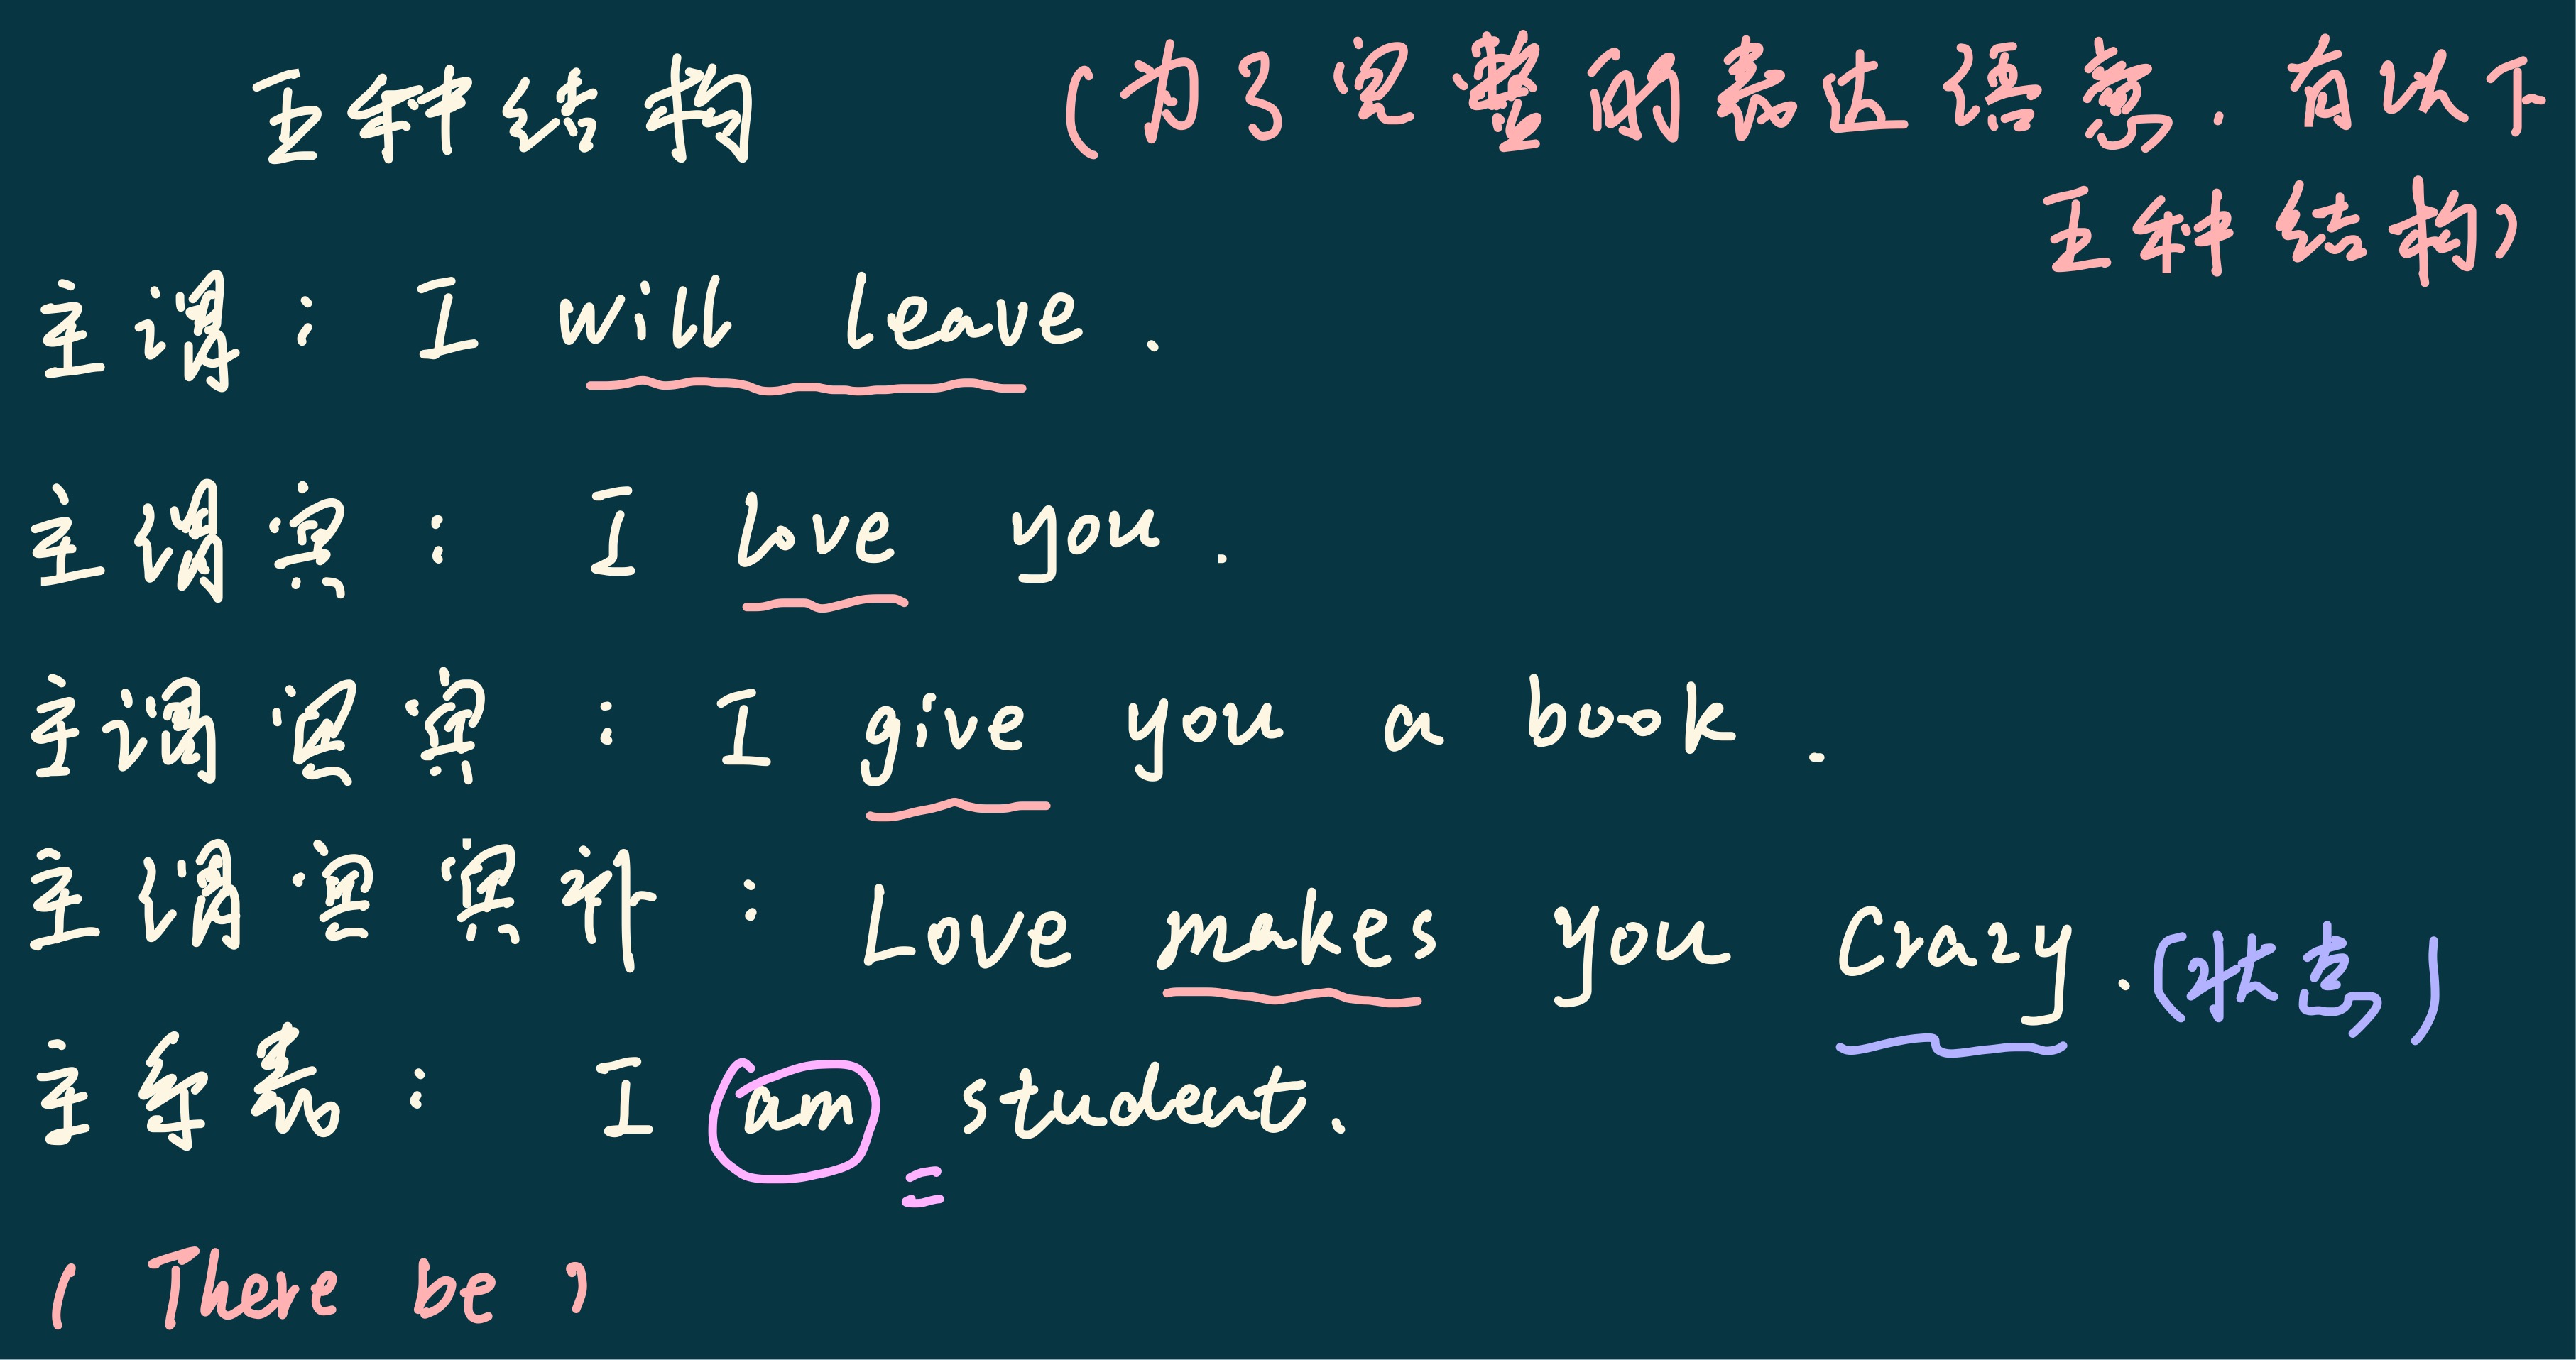 五种结构 (为了完整的表达语意.有以下
五种结构)
主谓: I will leave.
主谓宾: I love you.
主谓宾宾: I give you a book.
主谓宾宾补: Love makes you crazy.(状态)
主系表: I am student.
=
(There be)